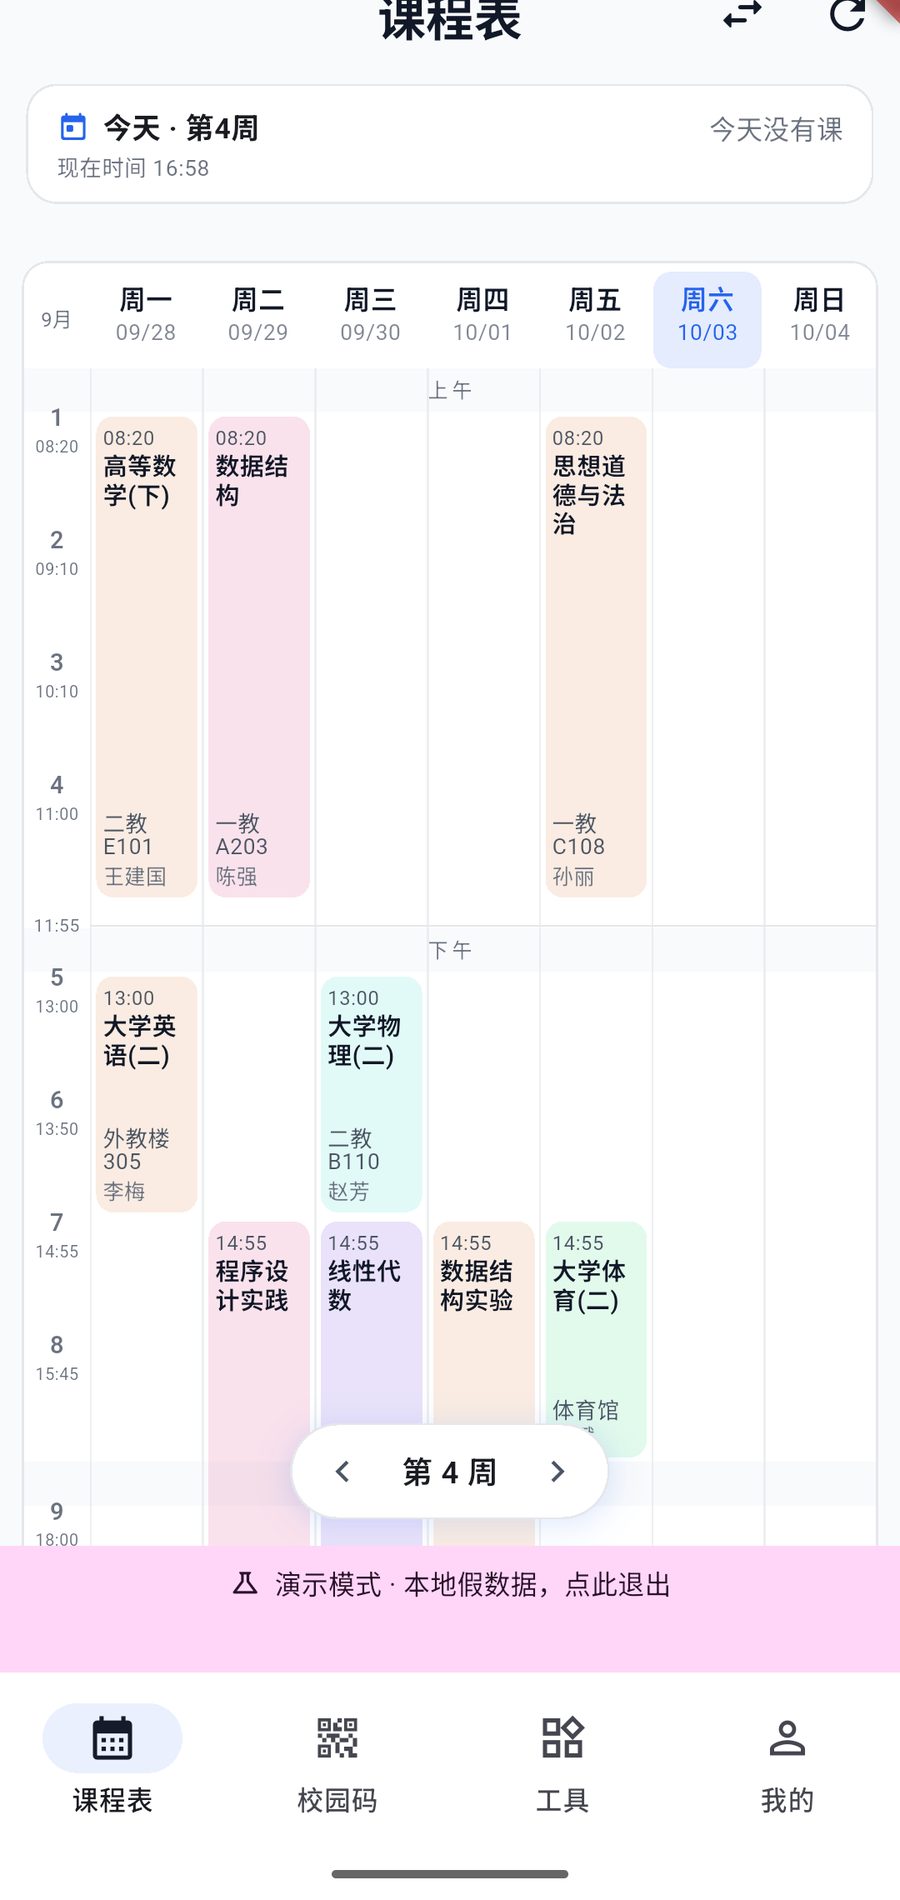 课程表
今天 · 第4周
今天没有课
现在时间 16:58
9月
周一
09/28
周二
09/29
周三
09/30
周四
10/01
周五
10/02
周六
10/03
周日
10/04
上午
1
08:20
2
09:10
3
10:10
4
11:00
11:55
08:20
高等数
学(下)
二教
E101
王建国
08:20
数据结
构
一教
A203
陈强
08:20
思想道
德与法
治
一教
C108
孙丽
下午
5
13:00
6
13:50
7
14:55
8
15:45
9
18:00
13:00
大学英
语(二)
外教楼
305
李梅
13:00
大学物
理(二)
二教
B110
赵芳
14:55
程序设
计实践
14:55
线性代
数
14:55
数据结
构实验
14:55
大学体
育(二)
体育馆
第 4 周
演示模式 · 本地假数据，点此退出
课程表
校园码
工具
我的